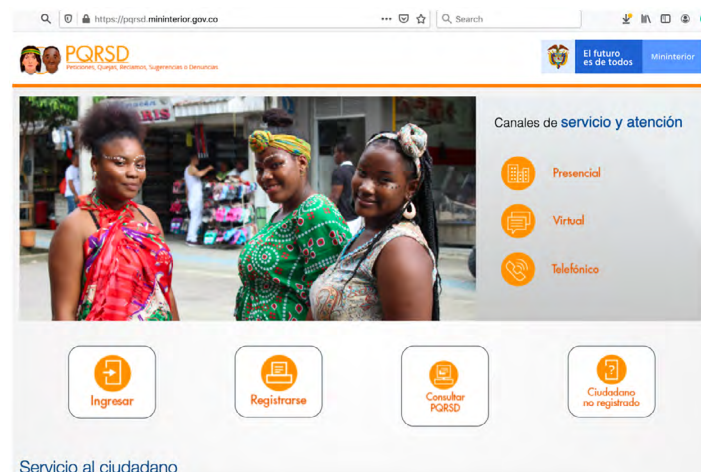 https://pqrsd.mininterior.gov.co
Search
PQRSD
Peticiones, Quejas, Reclamos, Sugerencias & Denuncias
El futuro
es de todos
Mininterior
RIS
Canales de servicio y atención
Presencial
Virtual
Telefónico
Ingresar
Registrarse
Consultar
PQRSD
Ciudadano
no registrado
Servicio al ciudadano